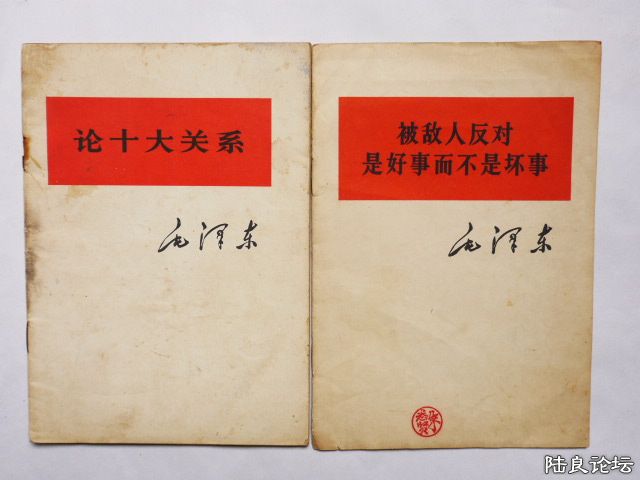 论十大关系
毛泽东
被敌人反对
是好事而不是坏事
毛泽东
陆良论坛